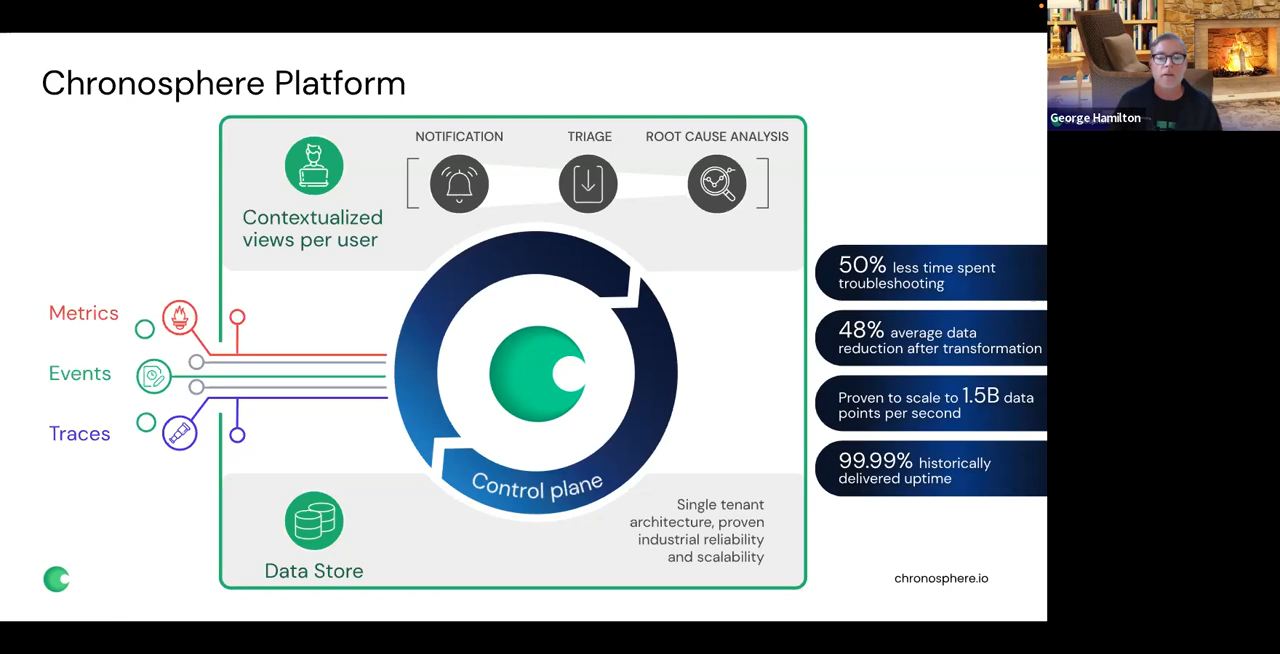 Chronosphere Platform
NOTIFICATION
TRIAGE
ROOT CAUSE ANALYSIS
Contextualized
views per user
Metrics
Events
Traces
Control plane
Data Store
Single tenant
architecture, proven
industrial reliability
and scalability
50% less time spent
troubleshooting
48% average data
reduction after transformation
Proven to scale to 1.5B data
points per second
99.99% historically
delivered uptime
chronosphere.io
George Hamilton